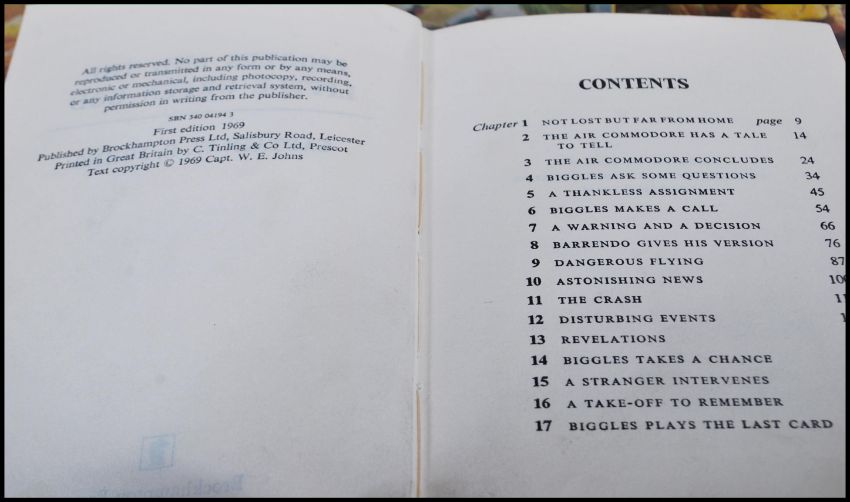 All rights reserved. No part of this publication may be
reproduced or transmitted in any form or by any means,
electronic or mechanical, including photocopy, recording,
or any information storage and retrieval system, without
permission in writing from the publisher.
SBN 340 04194 3
First edition 1969
Published by Brockhampton Press Ltd, Salisbury Road, Leicester
Printed in Great Britain by C. Tinling & Co Ltd, Prescot
Text copyright © 1969 Capt. W. E. Johns
CONTENTS
Chapter 1 NOT LOST BUT FAR FROM HOME page 9
2 THE AIR COMMODORE HAS A TALE 14
TO TELL
3 THE AIR COMMODORE CONCLUDES 24
4 BIGGLES ASK SOME QUESTIONS 34
5 A THANKLESS ASSIGNMENT 45
6 BIGGLES MAKES A CALL 54
7 A WARNING AND A DECISION 66
8 BARRENDO GIVES HIS VERSION 76
9 DANGEROUS FLYING 87
10 ASTONISHING NEWS
11 THE CRASH
12 DISTURBING EVENTS
13 REVELATIONS
14 BIGGLES TAKES A CHANCE
15 A STRANGER INTERVENES
16 A TAKE-OFF TO REMEMBER
17 BIGGLES PLAYS THE LAST CARD